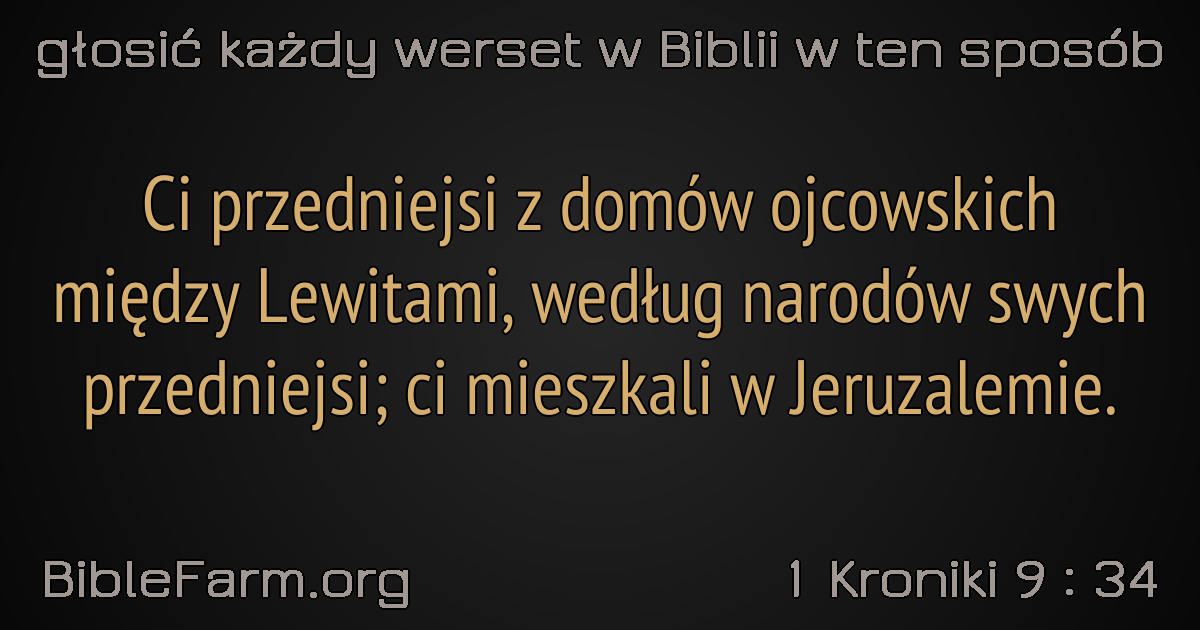 głosić każdy werset w Biblii w ten sposób
Ci przedniejsi z domów ojcowskich
między Lewitami, według narodów swych
przedniejsi; ci mieszkali w Jeruzalemie.
BibleFarm.org
1 Kroniki 9 : 34